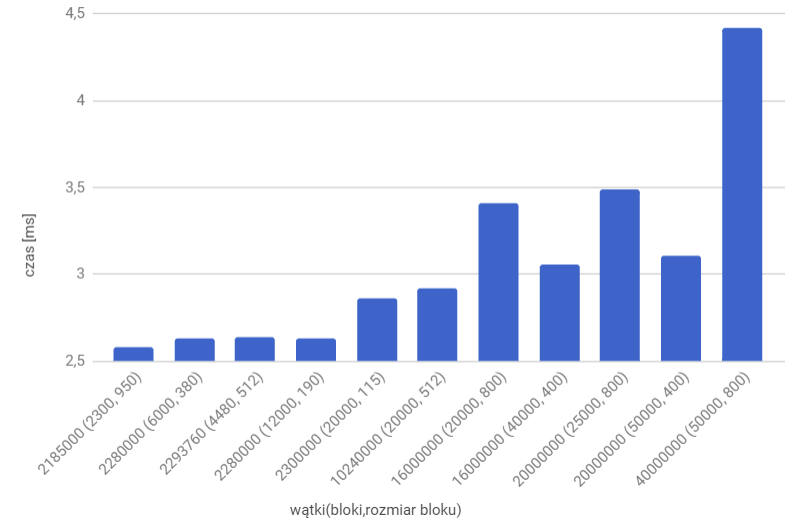 4,5
4
3,5
3
2,5
czas [ms]
2185000 (2300, 950)
2280000 (6000, 380)
2293760 (4480, 512)
2280000 (12000, 190)
2300000 (20000, 115)
10240000 (20000, 512)
16000000 (20000, 800)
16000000 (40000, 400)
20000000 (25000, 800)
20000000 (50000, 400)
40000000 (50000, 800)
wątki(bloki,rozmiar bloku)